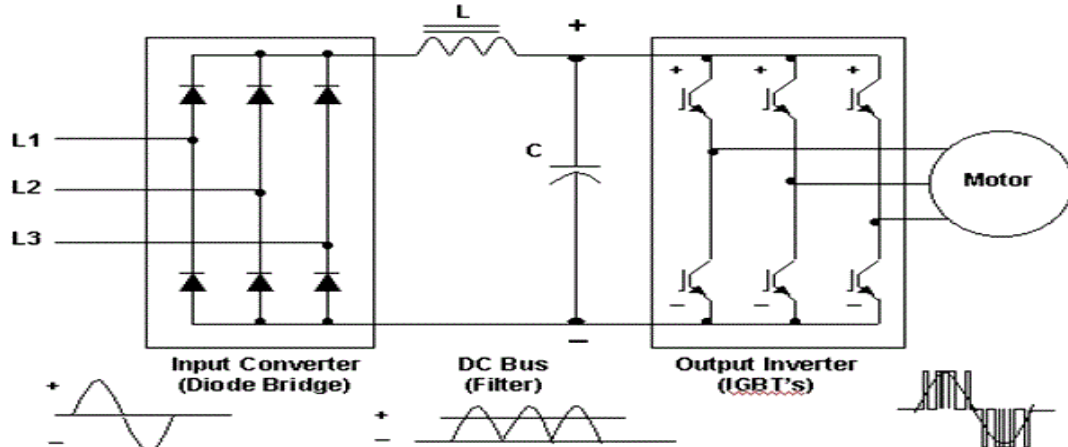 L
+
L1
L2
L3
C
+ + +
Motor
− − −
−
Input Converter
(Diode Bridge)
DC Bus
(Filter)
Output Inverter
(IGBT's)
+
−
+
−